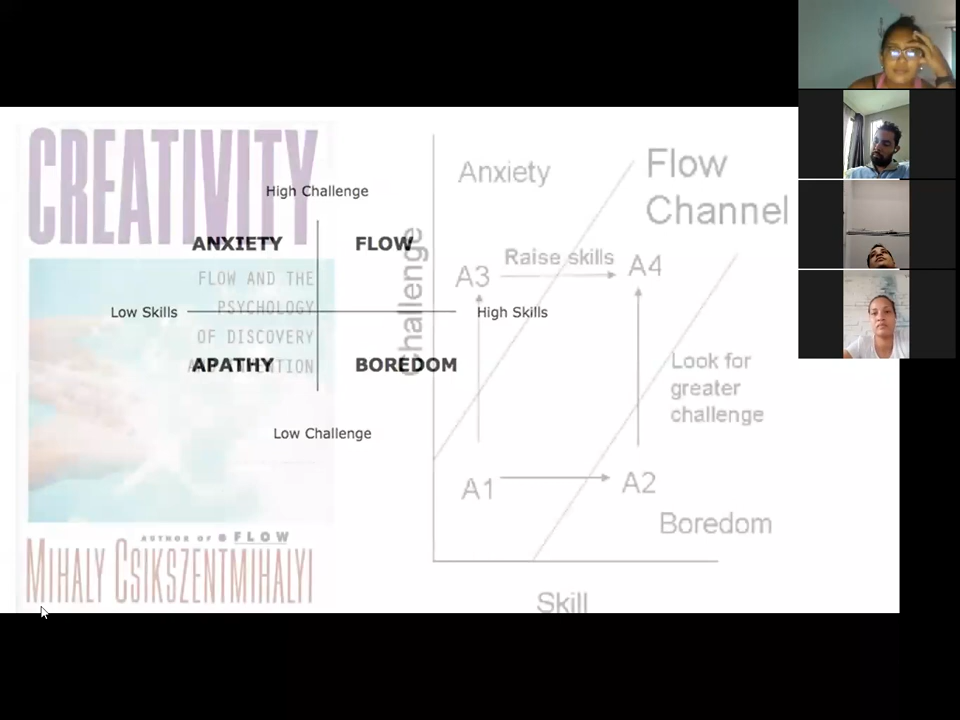 CREATIVITY
FLOW AND THE
PSYCHOLOGY
OF DISCOVERY
AUTHOR OF FLOW
MIHALY CSIKSZENTMIHALYI
High Challenge
ANXIETY
FLOW
Low Skills
High Skills
APATHY
BOREDOM
Low Challenge
Challenge
Anxiety
Flow
Channel
Raise skills
A3
A4
Look for
greater
challenge
A1
A2
Boredom
Skill